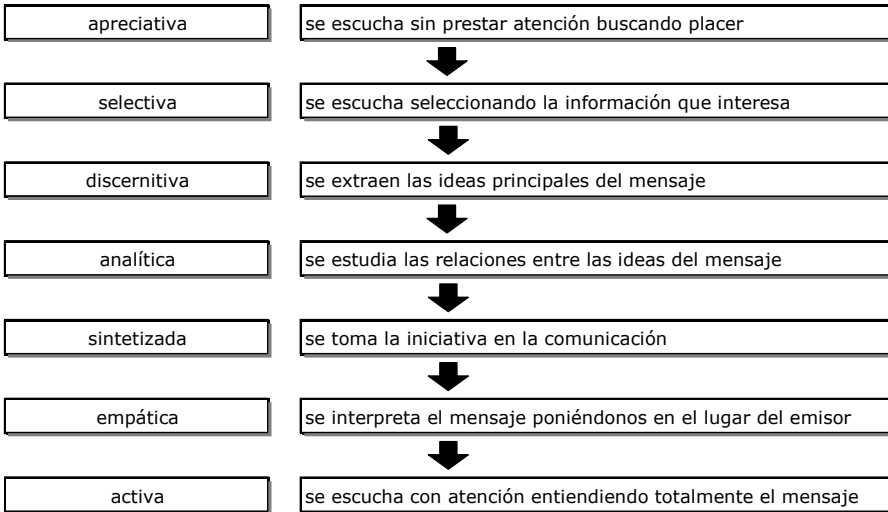 apreciativa
se escucha sin prestar atención buscando placer
selectiva
se escucha seleccionando la información que interesa
discernitiva
se extraen las ideas principales del mensaje
analítica
se estudia las relaciones entre las ideas del mensaje
sintetizada
se toma la iniciativa en la comunicación
empática
se interpreta el mensaje poniéndonos en el lugar del emisor
activa
se escucha con atención entiendiendo totalmente el mensaje